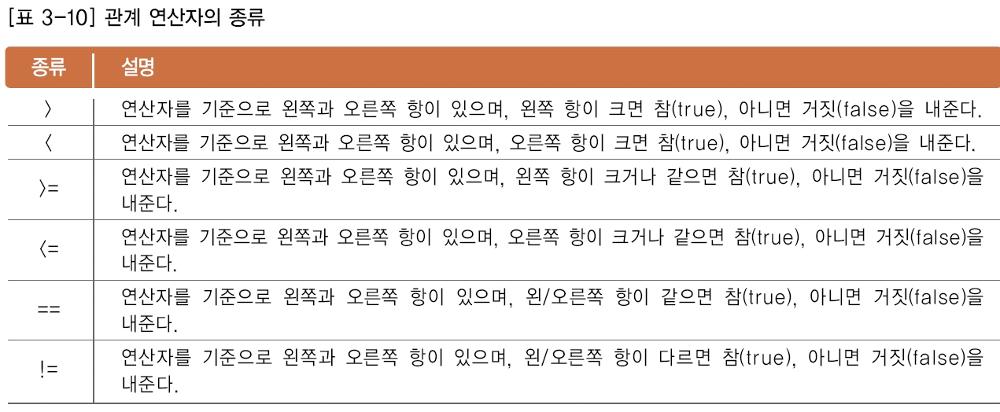 [표 3-10] 관계 연산자의 종류
종류 설명
> 연산자를 기준으로 왼쪽과 오른쪽 항이 있으며, 왼쪽 항이 크면 참(true), 아니면 거짓(false)을 내준다.
< 연산자를 기준으로 왼쪽과 오른쪽 항이 있으며, 오른쪽 항이 크면 참(true), 아니면 거짓(false)을 내준다.
>= 연산자를 기준으로 왼쪽과 오른쪽 항이 있으며, 왼쪽 항이 크거나 같으면 참(true), 아니면 거짓(false)을
내준다.
<= 연산자를 기준으로 왼쪽과 오른쪽 항이 있으며, 오른쪽 항이 크거나 같으면 참(true), 아니면 거짓(false)을
내준다.
== 연산자를 기준으로 왼쪽과 오른쪽 항이 있으며, 왼/오른쪽 항이 같으면 참(true), 아니면 거짓(false)을
내준다.
!= 연산자를 기준으로 왼쪽과 오른쪽 항이 있으며, 왼/오른쪽 항이 다르면 참(true), 아니면 거짓(false)을
내준다.